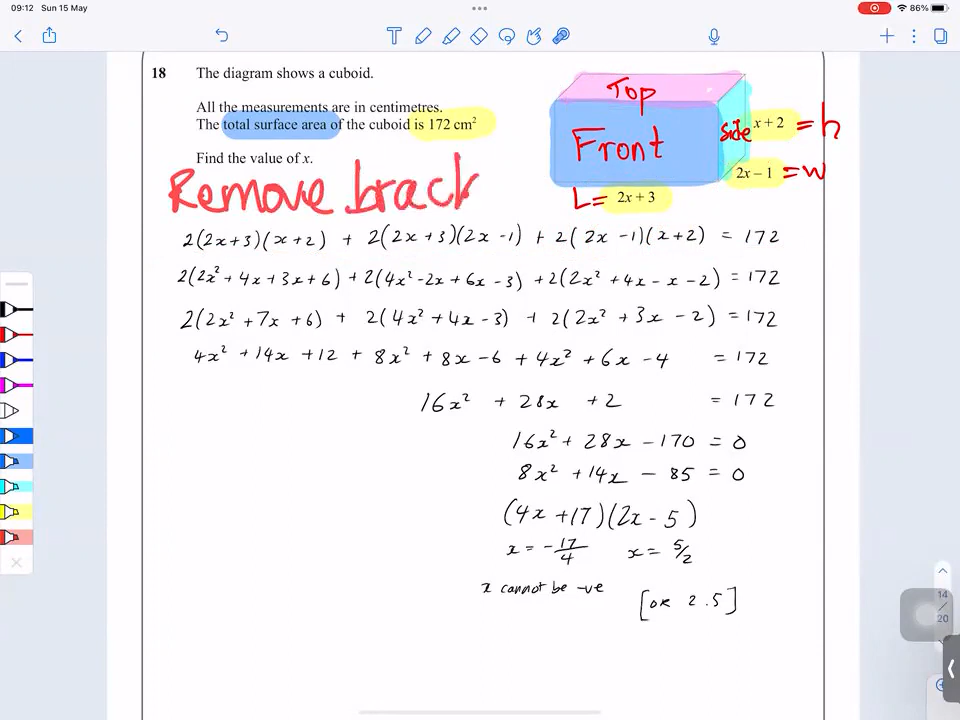 09:12 Sun 15 May
86%
18 The diagram shows a cuboid.
All the measurements are in centimetres.
The total surface area of the cuboid is 172 cm²
Find the value of x.
Top
Front
side
x + 2 = h
2x – 1 = w
L = 2x + 3
Remove brack
2(2x+3)(x+2) + 2(2x+3)(2x-1) + 2(2x-1)(x+2) = 172
2(2x² + 4x + 3x + 6) + 2(4x² - 2x + 6x - 3) + 2(2x² + 4x - x - 2) = 172
2(2x² + 7x + 6) + 2(4x² + 4x - 3) + 2(2x² + 3x - 2) = 172
4x² + 14x + 12 + 8x² + 8x - 6 + 4x² + 6x - 4 = 172
16x² + 28x + 2 = 172
16x² + 28x - 170 = 0
8x² + 14x - 85 = 0
(4x + 17)(2x - 5)
x = - 17/4 x = 5/2
x cannot be -ve
[or 2.5]
14
/
20